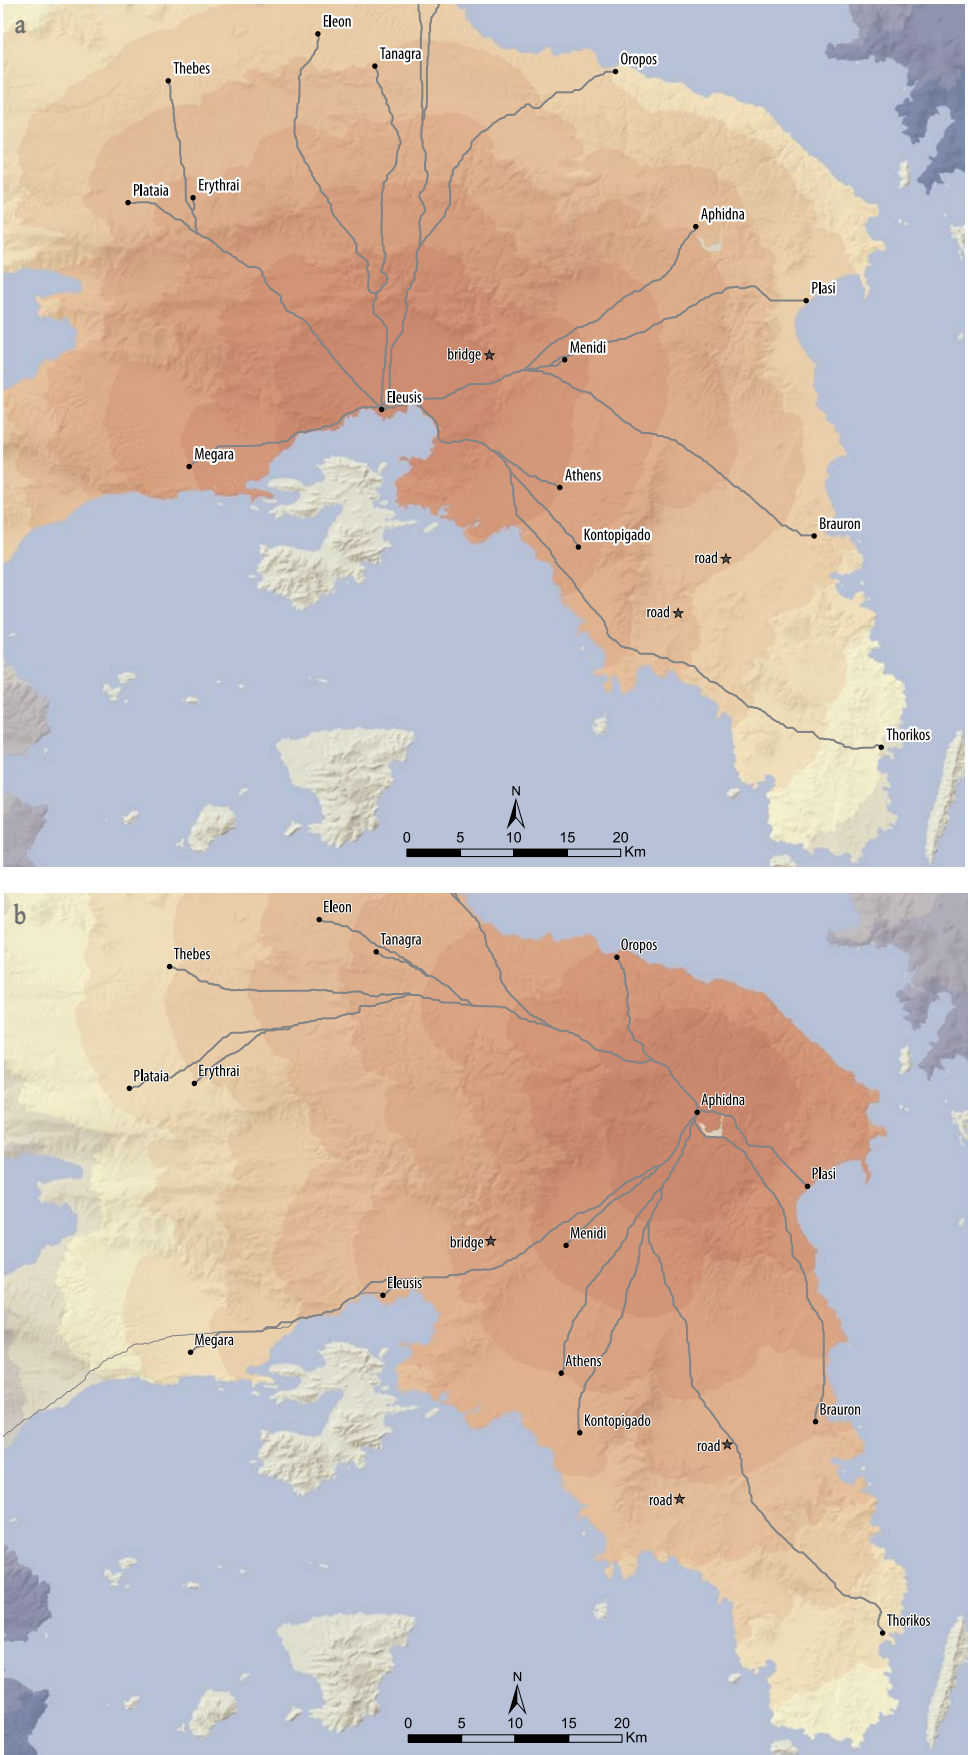 a
Eleon
Tanagra
Oropos
Thebes
Erythrai
Plataia
Aphidna
Plasi
bridge
Menidi
Eleusis
Megara
Athens
Brauron
Kontopigado
road
road
Thorikos
N
0 5 10 15 20
Km
b
Eleon
Tanagra
Oropos
Thebes
Erythrai
Plataia
Aphidna
Plasi
bridge
Menidi
Eleusis
Megara
Athens
Brauron
Kontopigado
road
road
Thorikos
N
0 5 10 15 20
Km